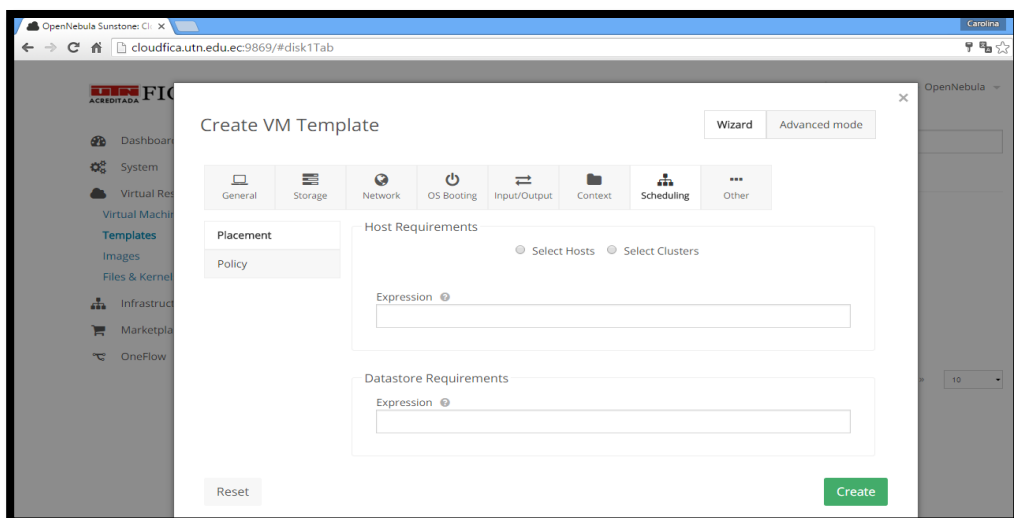 OpenNebula Sunstone: Cl
Carolina
cloudfica.utn.edu.ec:9869/#disk1Tab
UTN FIC
ACREDITADA
OpenNebula
Create VM Template
Wizard Advanced mode
Dashboar
System
Virtual Res
Virtual Machin
Templates
Images
Files & Kernel
Infrastruct
Marketpla
OneFlow
General Storage Network OS Booting Input/Output Context Scheduling Other
Placement
Policy
Host Requirements
Select Hosts Select Clusters
Expression
Datastore Requirements
Expression
10
Reset Create